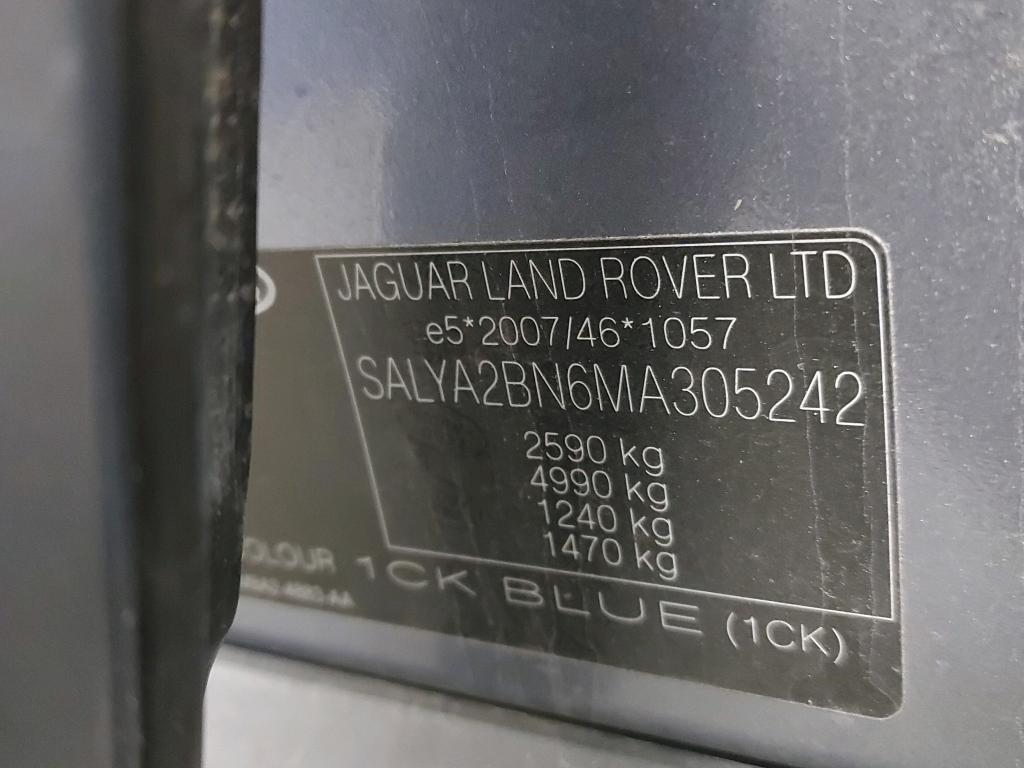 JAGUAR LAND ROVER LTD
e5*2007/46*1057
SALYA2BN6MA305242
2590 kg
4990 kg
1240 kg
1470 kg
OLOUR 1CK BLUE (1CK)